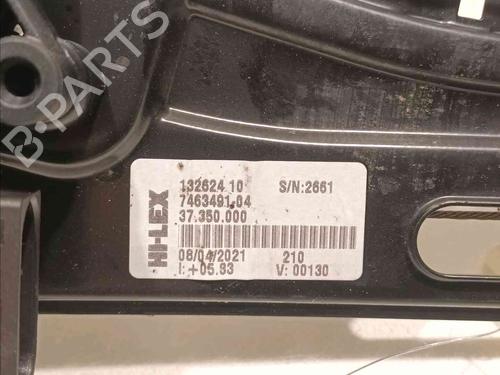 B-PARTS
HI-LEX
132624 10 S/N:2661
7463491.04
37.350.000
08/04/2021 210
I:+05.93 V: 00130